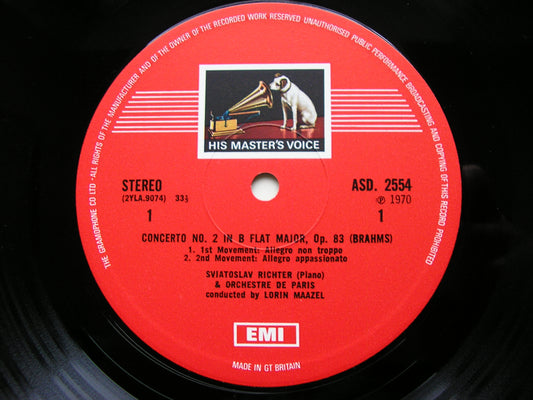 THE GRAMOPHONE CO LTD · ALL RIGHTS OF THE MANUFACTURER AND OF THE OWNER OF THE RECORDED WORK RESERVED UNAUTHORISED PUBLIC PERFORMANCE BROADCASTING AND COPYING OF THIS RECORD PROHIBITED
HIS MASTER'S VOICE
STEREO ASD. 2554
(2YLA.9074) 33⅓ ℗ 1970
1 1
CONCERTO NO. 2 IN B FLAT MAJOR, Op. 83 (BRAHMS)
1. 1st Movement: Allegro non troppo
2. 2nd Movement: Allegro appassionato
SVIATOSLAV RICHTER (Piano)
& ORCHESTRE DE PARIS
conducted by LORIN MAAZEL
EMI
MADE IN GT BRITAIN